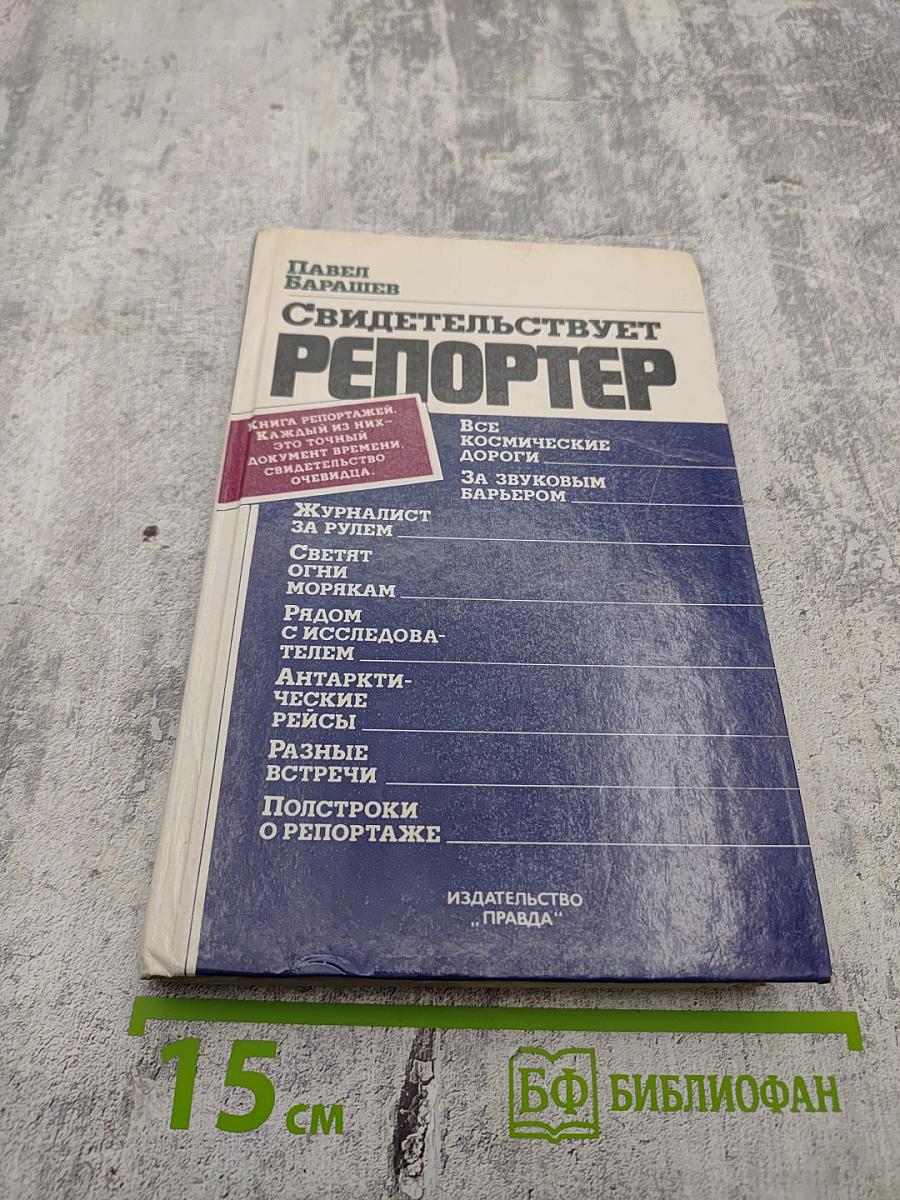 Павел
Барашев
Свидетельствует
РЕПОРТЕР
Книга репортажей.
Каждый из них –
это точный
документ времени,
свидетельство
очевидца.
Все
космические
дороги
За звуковым
барьером
Журналист
за рулем
Светят
огни
морякам
Рядом
с исследова-
телем
Антаркти-
ческие
рейсы
Разные
встречи
Полстроки
о репортаже
ИЗДАТЕЛЬСТВО
„ПРАВДА“
15 см
БФ БИБЛИОФАН